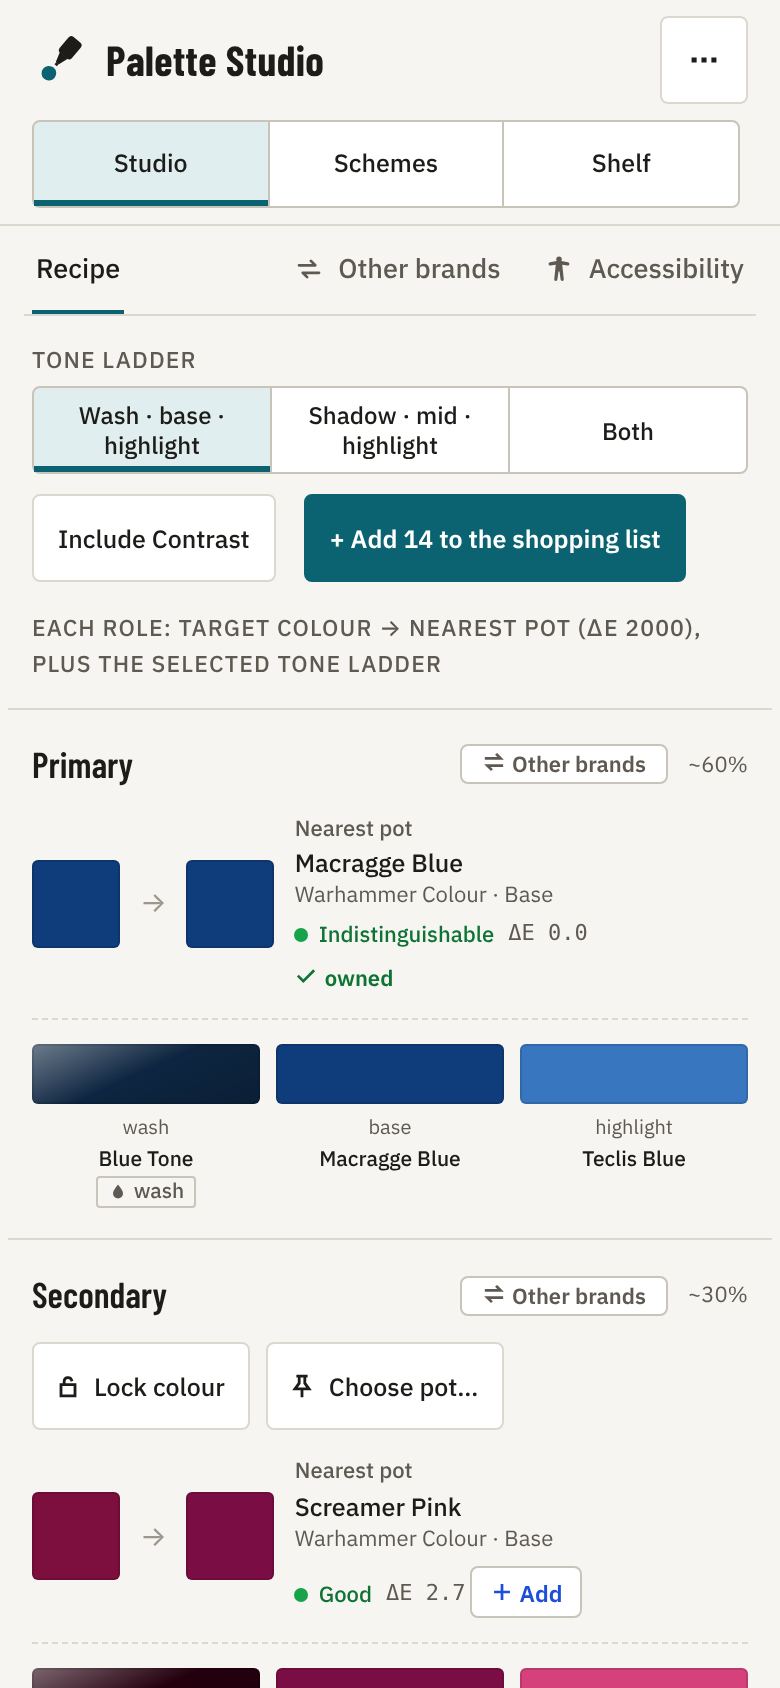 Palette Studio
...
Studio
Schemes
Shelf
Recipe
Other brands
Accessibility
TONE LADDER
Wash · base ·
highlight
Shadow · mid ·
highlight
Both
Include Contrast
+ Add 14 to the shopping list
EACH ROLE: TARGET COLOUR → NEAREST POT (ΔE 2000),
PLUS THE SELECTED TONE LADDER
Primary
Other brands
~60%
Nearest pot
→
Macragge Blue
Warhammer Colour · Base
Indistinguishable ΔE 0.0
✓ owned
wash
base
highlight
Blue Tone
Macragge Blue
Teclis Blue
wash
Secondary
Other brands
~30%
Lock colour
Choose pot...
Nearest pot
→
Screamer Pink
Warhammer Colour · Base
Good ΔE 2.7
+ Add